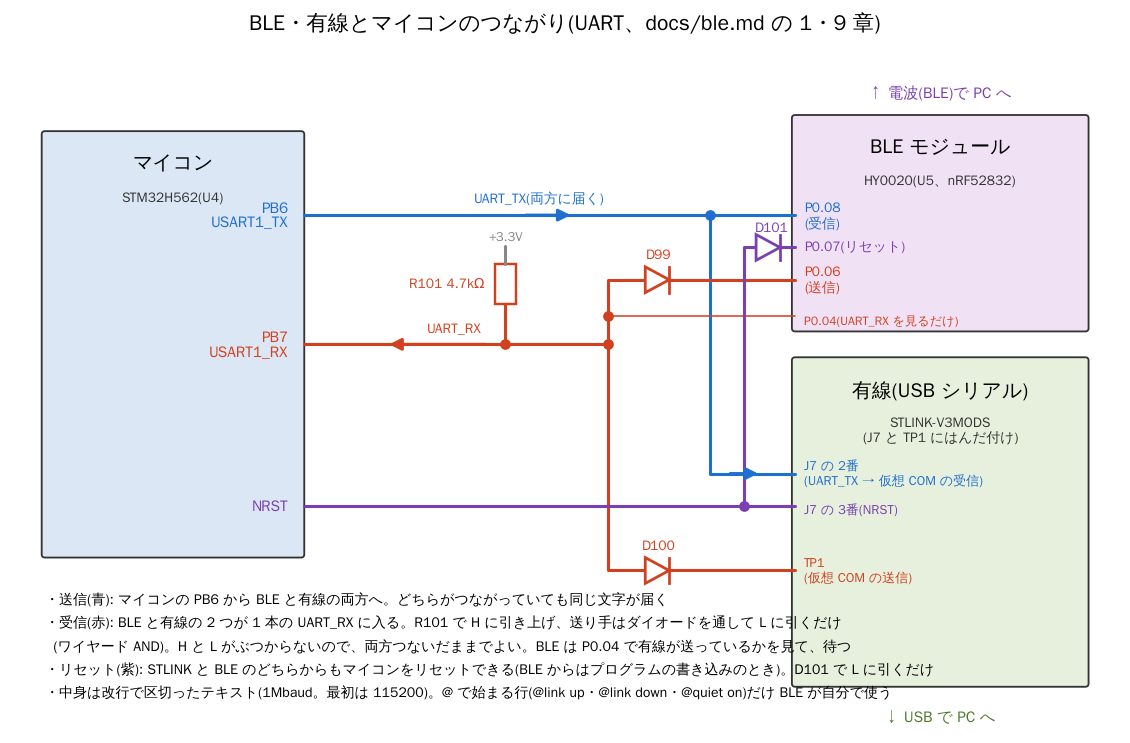 BLE・有線とマイコンのつながり(UART、docs/ble.md の 1・9 章)
↑ 電波(BLE)で PC へ
マイコン
STM32H562(U4)
PB6
USART1_TX
PB7
USART1_RX
NRST
UART_TX(両方に届く)
+3.3V
R101 4.7kΩ
UART_RX
D99
D101
D100
BLE モジュール
HY0020(U5、nRF52832)
P0.08
(受信)
P0.07(リセット)
P0.06
(送信)
P0.04(UART_RX を見るだけ)
有線(USB シリアル)
STLINK-V3MODS
(J7 と TP1 にはんだ付け)
J7 の 2番
(UART_TX → 仮想 COM の受信)
J7 の 3番(NRST)
TP1
(仮想 COM の送信)
・送信(青): マイコンの PB6 から BLE と有線の両方へ。どちらがつながっていても同じ文字が届く
・受信(赤): BLE と有線の 2 つが 1 本の UART_RX に入る。R101 で H に引き上げ、送り手はダイオードを通して L に引くだけ
(ワイヤード AND)。H と L がぶつからないので、両方つないだままでよい。BLE は P0.04 で有線が送っているかを見て、待つ
・リセット(紫): STLINK と BLE のどちらからもマイコンをリセットできる(BLE からはプログラムの書き込みのとき)。D101 で L に引くだけ
・中身は改行で区切ったテキスト(1Mbaud。最初は 115200)。@ で始まる行(@link up・@link down・@quiet on)だけ BLE が自分で使う
↓ USB で PC へ